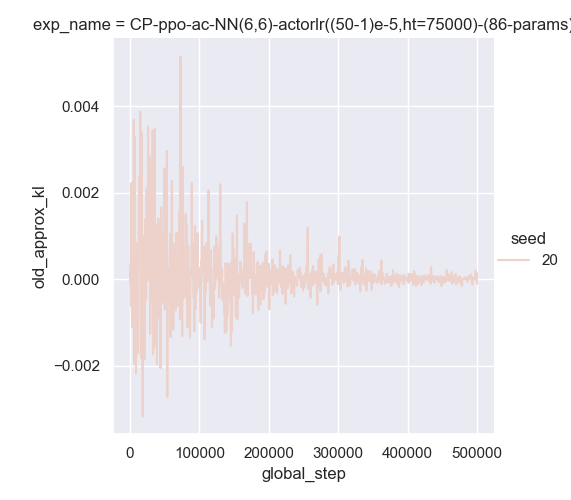 exp_name = CP-ppo-ac-NN(6,6)-actorlr((50-1)e-5,ht=75000)-(86-params)
0.004
0.002
0.000
−0.002
old_approx_kl
0
100000
200000
300000
400000
500000
global_step
seed
20